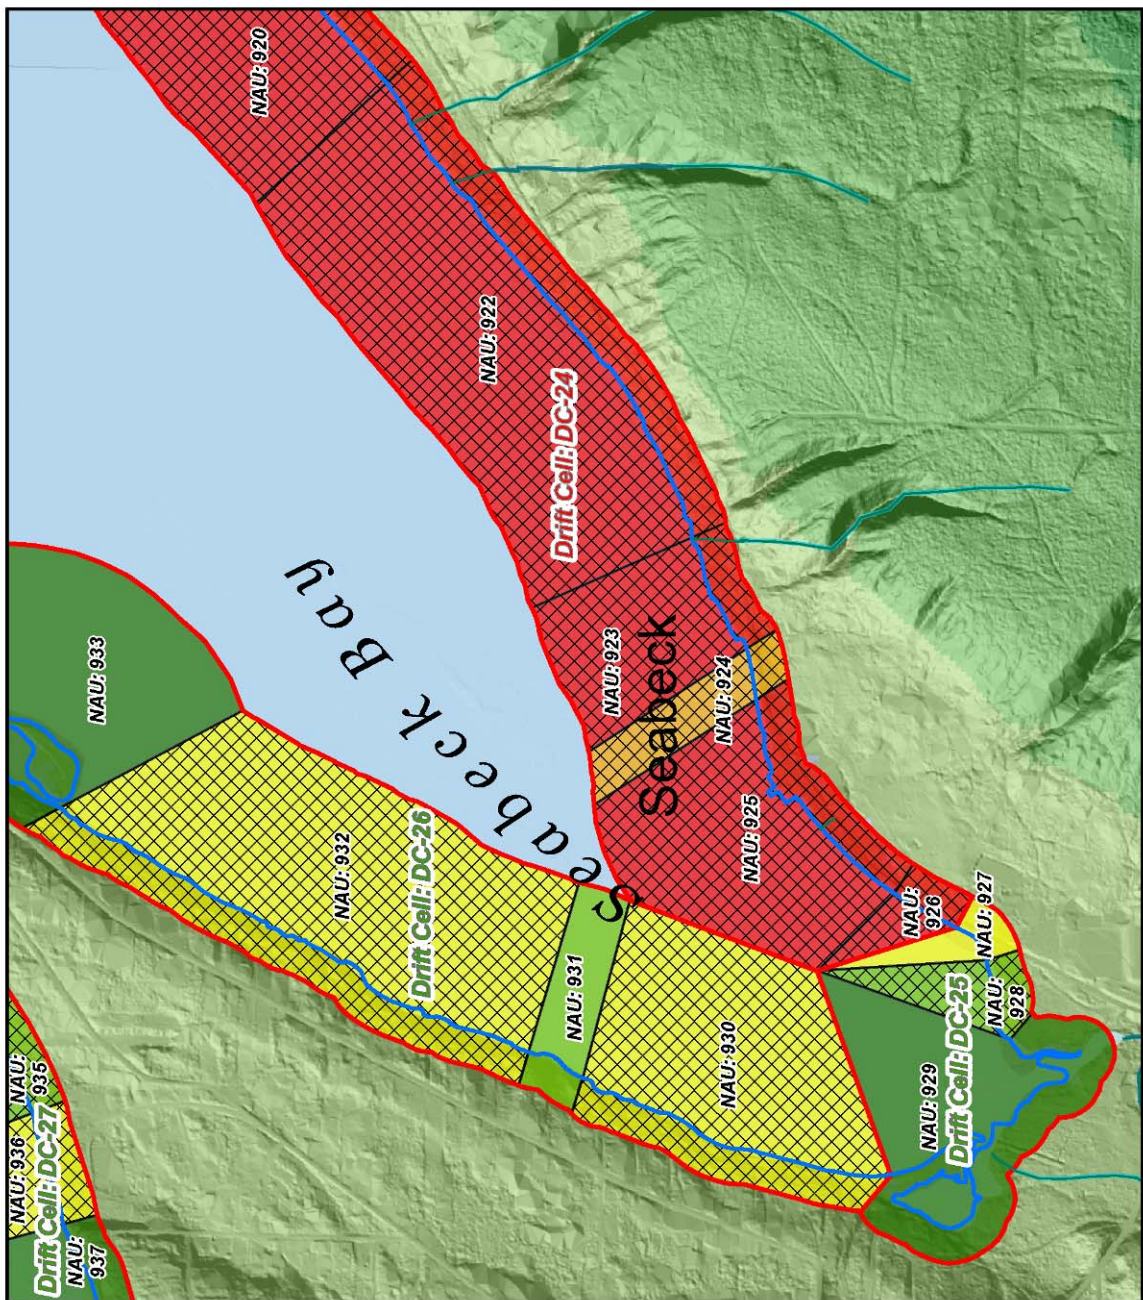 NAU: 920
NAU: 922
Drift Cell: DC-24
Seabeck Bay
NAU: 933
NAU: 923
Seabeck
NAU: 924
NAU: 932
Drift Cell: DC-26
NAU: 925
NAU:
926
NAU: 927
NAU: 931
NAU:
928
Drift Cell: DC-25
NAU: 930
NAU: 929
NAU:
935
NAU: 936
Drift Cell: DC-27
NAU:
937